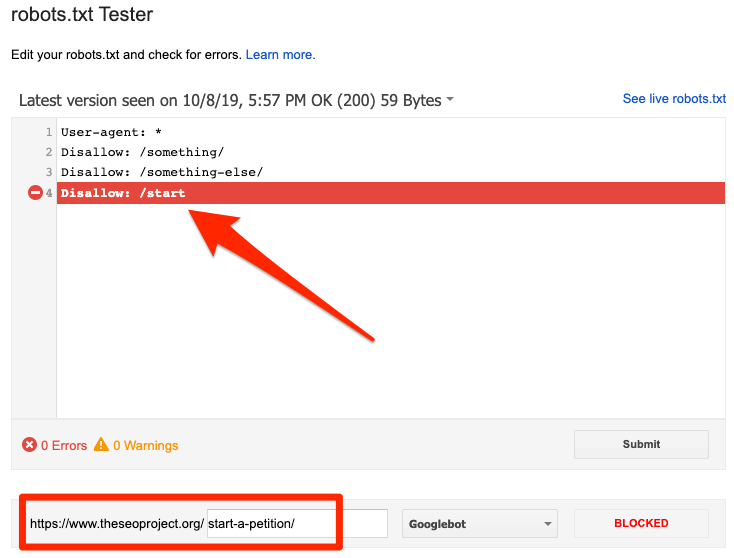 robots.txt Tester
Edit your robots.txt and check for errors. Learn more.
Latest version seen on 10/8/19, 5:57 PM OK (200) 59 Bytes
See live robots.txt
1 User-agent: *
2 Disallow: /something/
3 Disallow: /something-else/
4 Disallow: /start
0 Errors 0 Warnings
Submit
https://www.theseoproject.org/ start-a-petition/ Googlebot BLOCKED